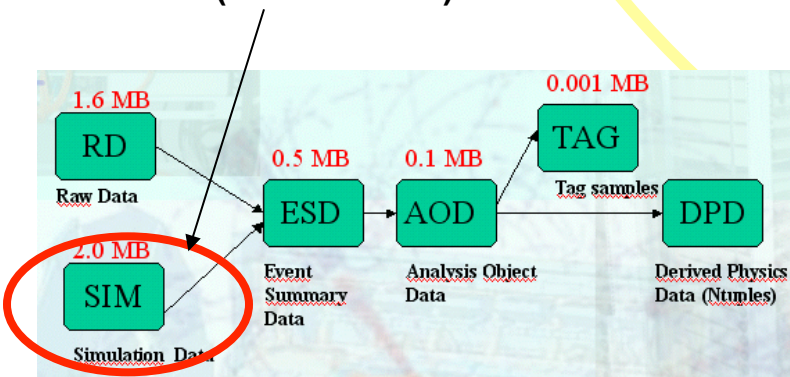 1.6 MB
RD
Raw Data
2.0 MB
SIM
Simulation Data
0.5 MB
ESD
Event
Summary
Data
0.1 MB
AOD
Analysis Object
Data
0.001 MB
TAG
Tag samples
DPD
Derived Physics
Data (Ntuples)